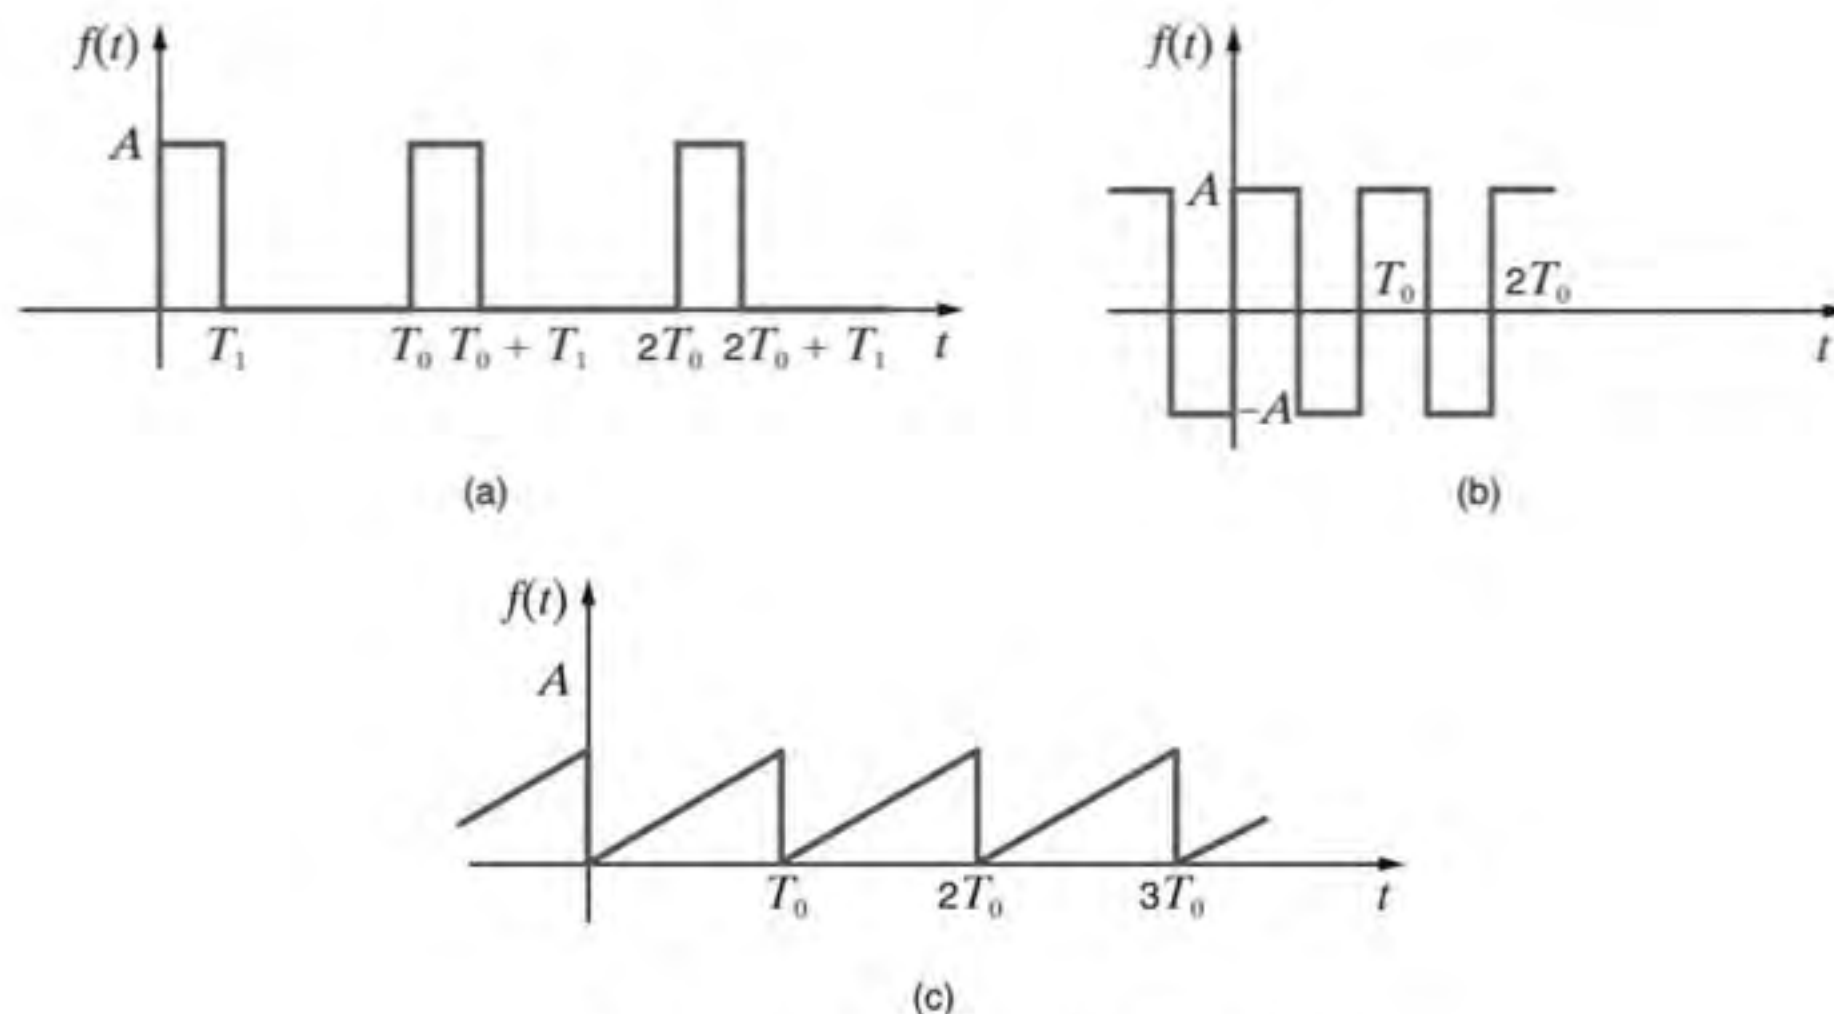 f(t)
A
T₁ T₀ T₀ + T₁ 2T₀ 2T₀ + T₁ t
(a)
f(t)
A
T₀ 2T₀
t
–A
(b)
f(t)
A
T₀ 2T₀ 3T₀ t
(c)